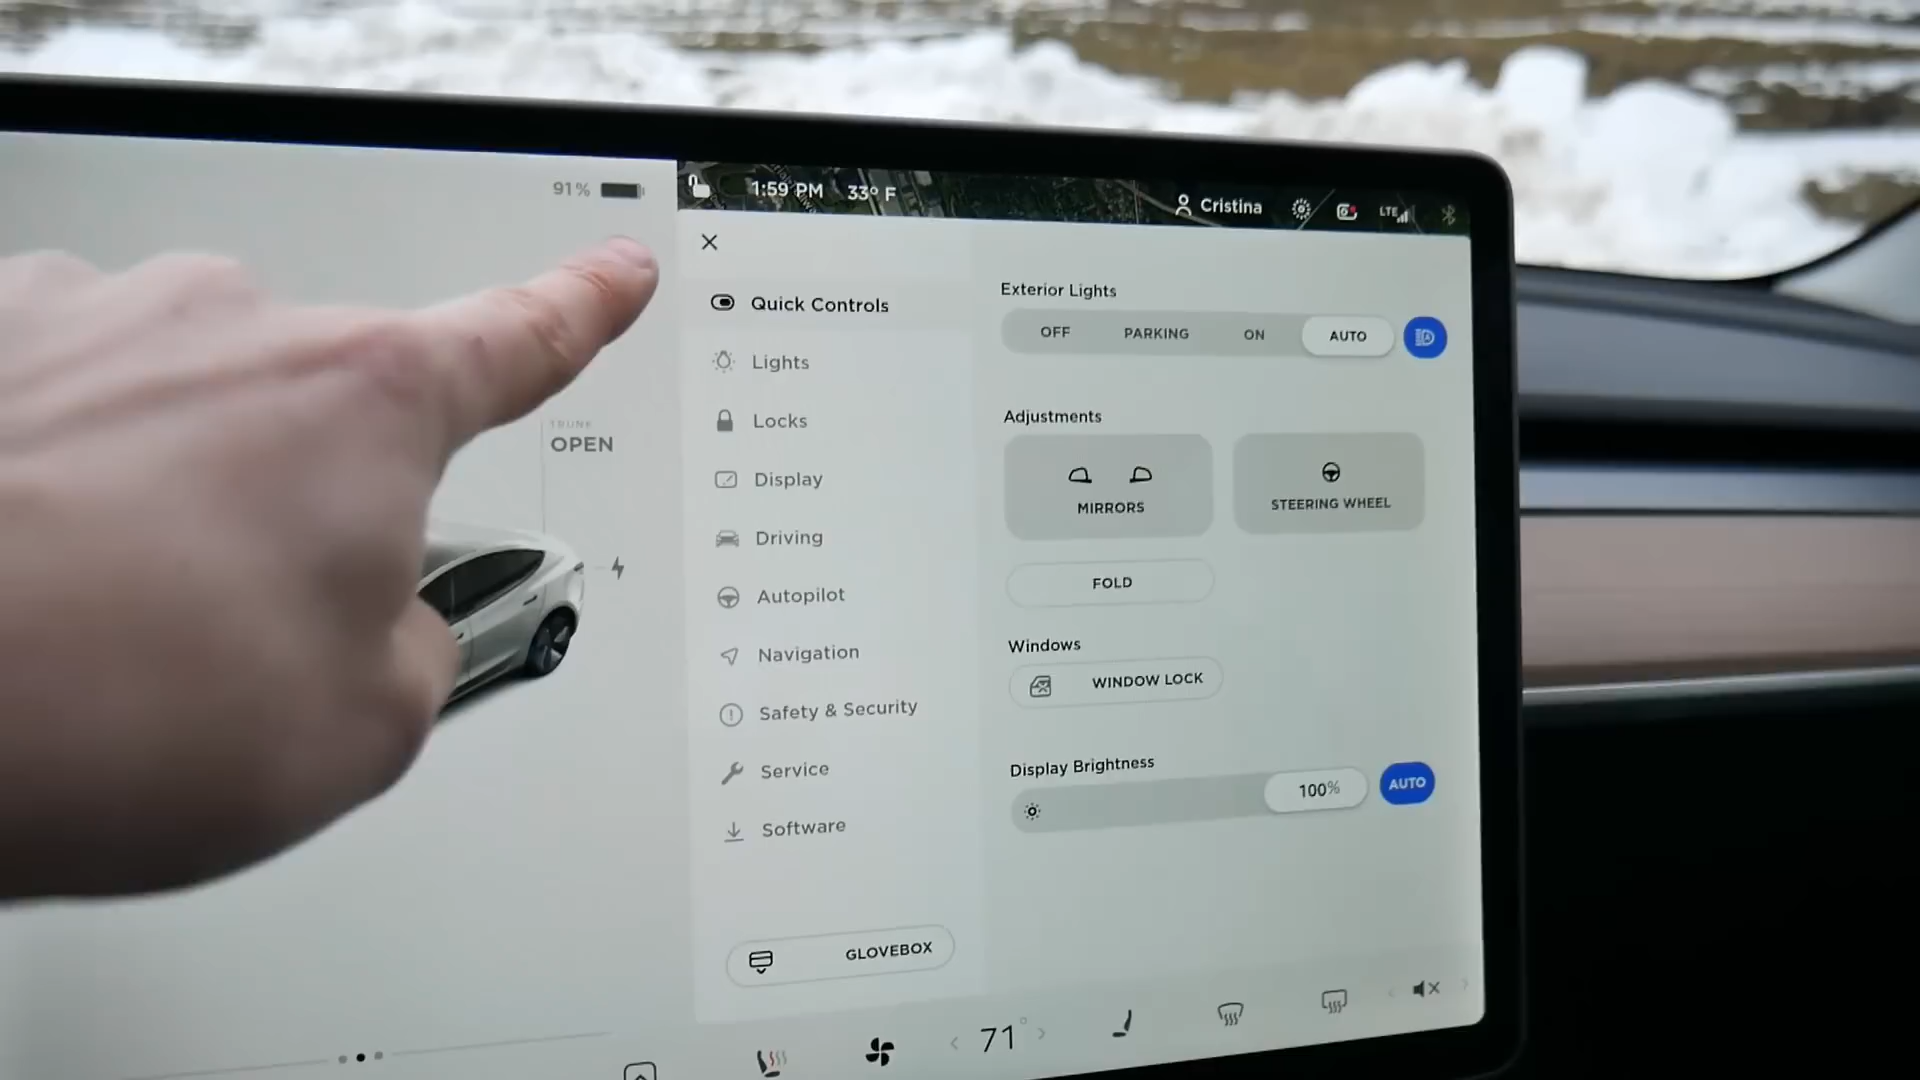 91%
1:59 PM 33° F
Cristina
LTE
TRUNK
OPEN
Quick Controls
Lights
Locks
Display
Driving
Autopilot
Navigation
Safety & Security
Service
Software
GLOVEBOX
Exterior Lights
OFF PARKING ON AUTO
Adjustments
MIRRORS
STEERING WHEEL
FOLD
Windows
WINDOW LOCK
Display Brightness
100% AUTO
71°